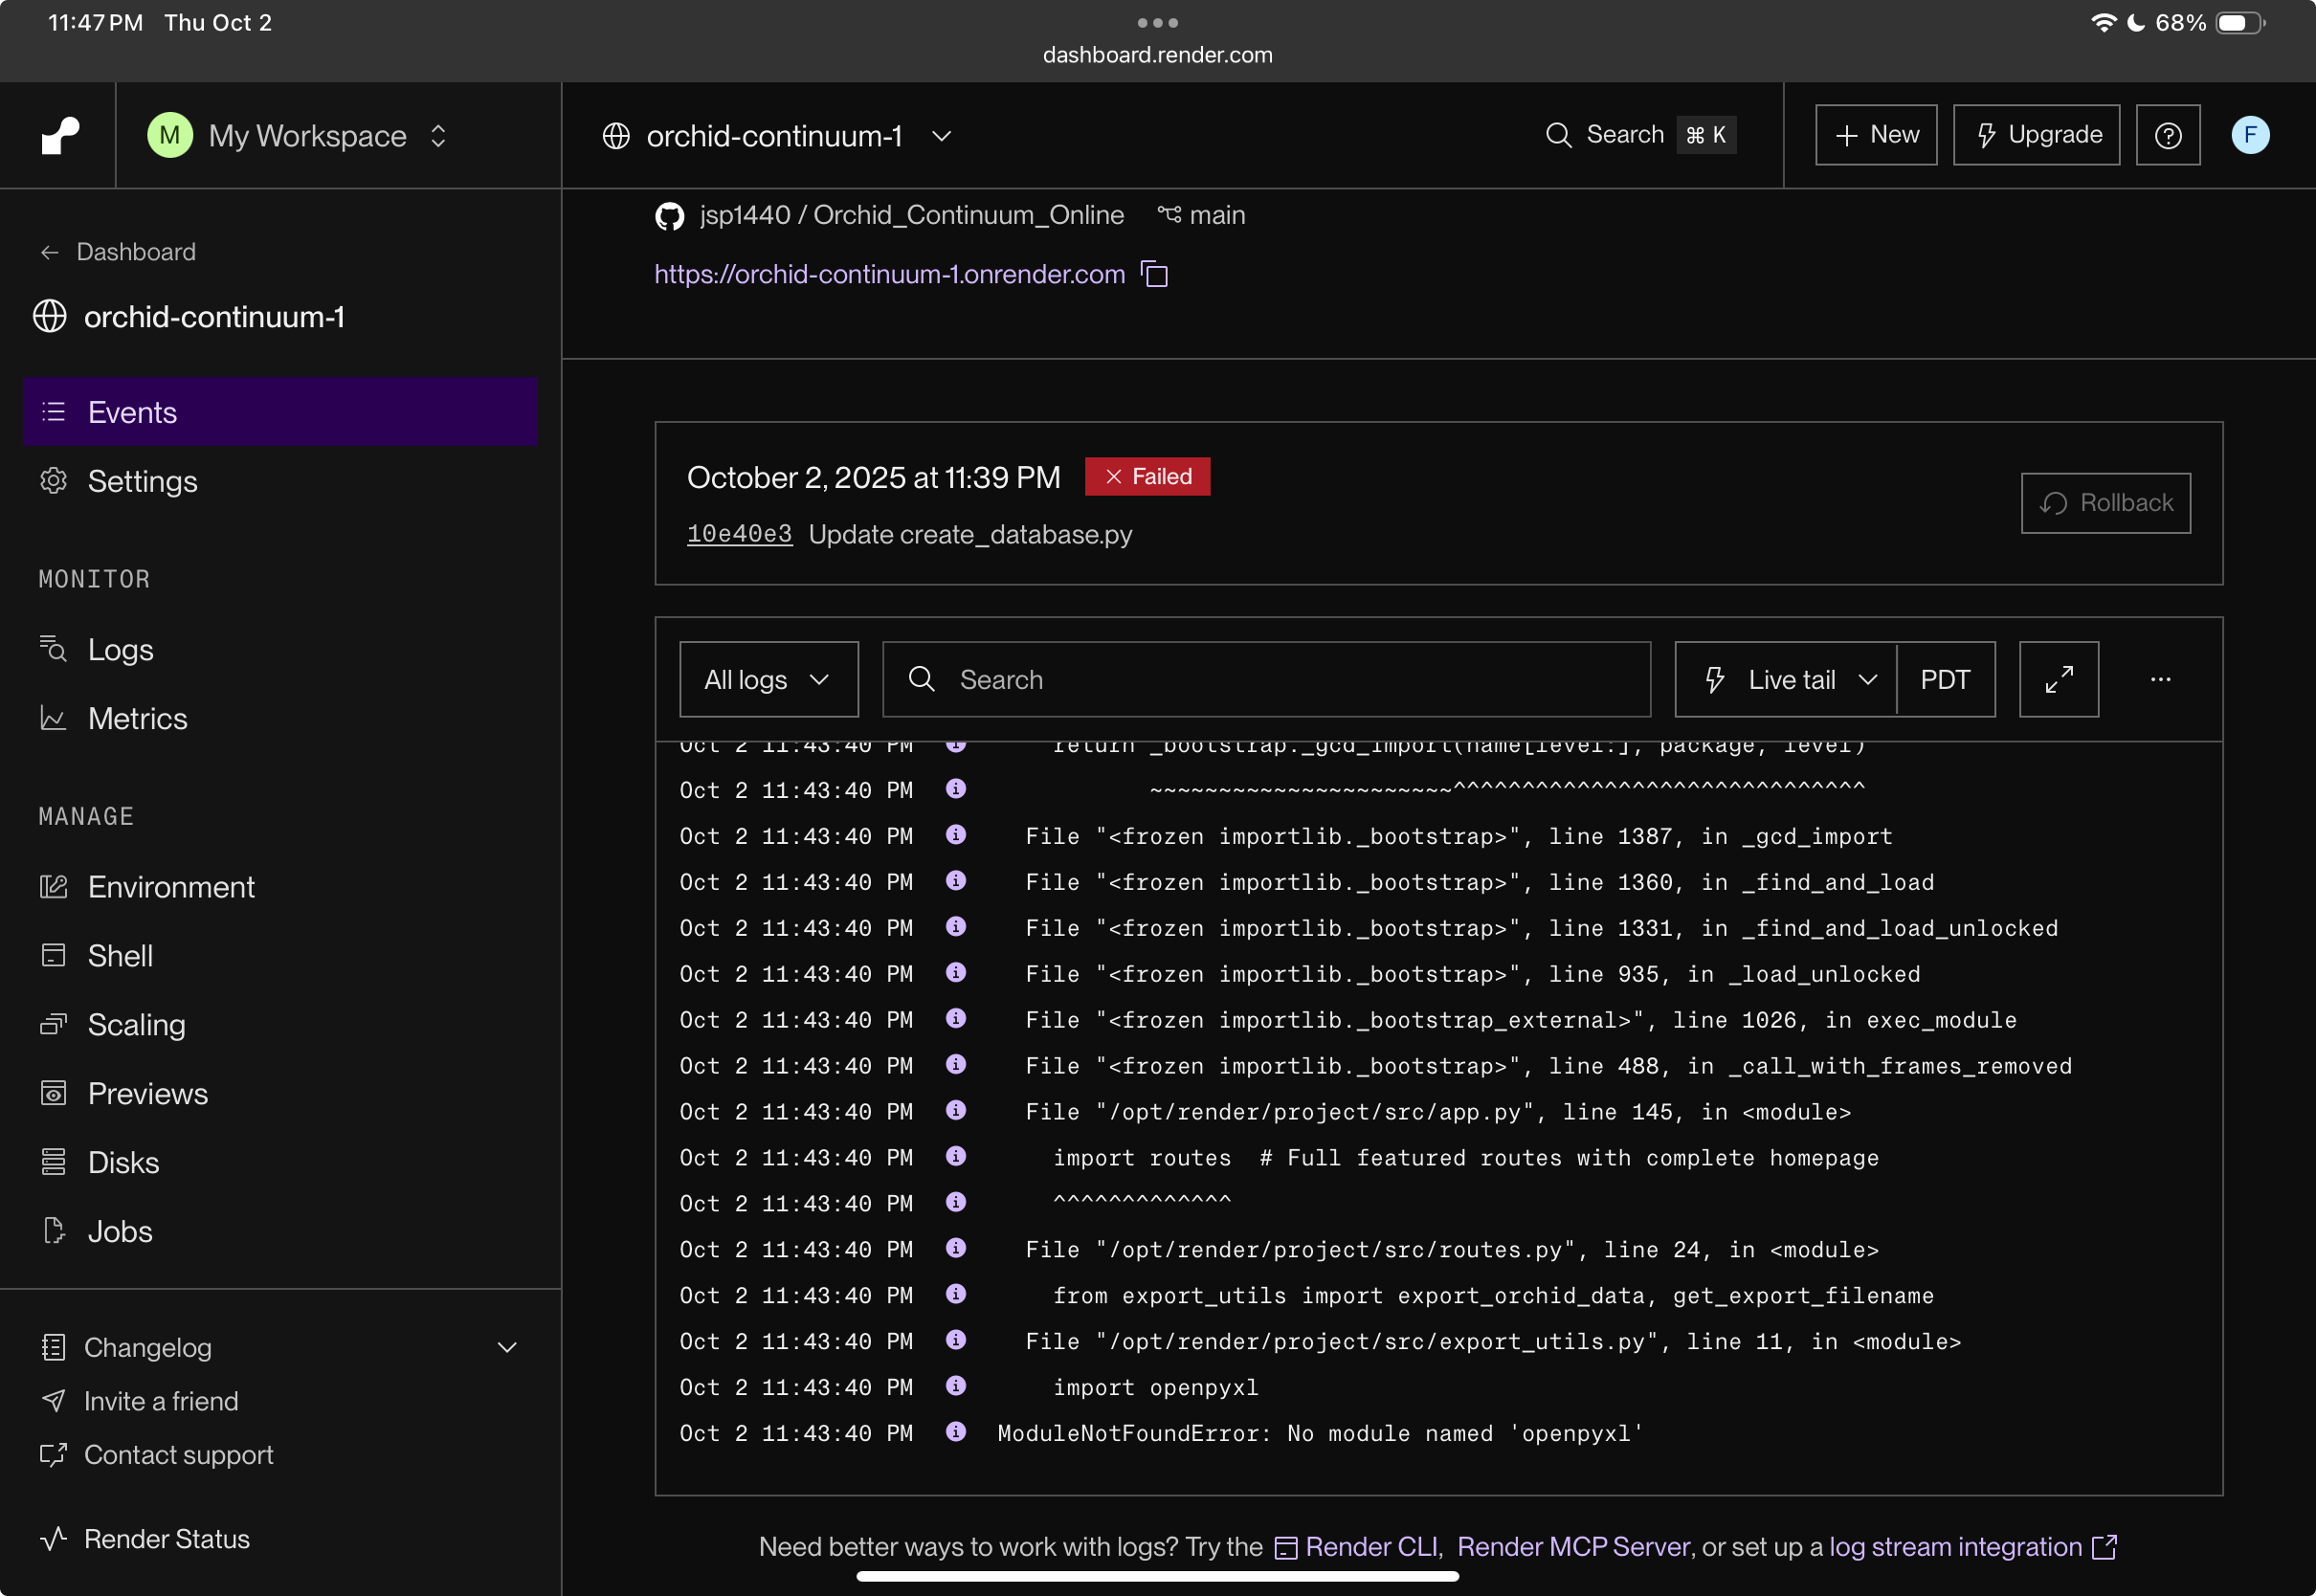 11:47 PM Thu Oct 2
68%
dashboard.render.com
M My Workspace
orchid-continuum-1
Search ⌘ K
+ New
Upgrade
F
← Dashboard
orchid-continuum-1
Events
Settings
MONITOR
Logs
Metrics
MANAGE
Environment
Shell
Scaling
Previews
Disks
Jobs
Changelog
Invite a friend
Contact support
Render Status
jsp1440 / Orchid_Continuum_Online main
https://orchid-continuum-1.onrender.com
October 2, 2025 at 11:39 PM Failed
10e40e3 Update create_database.py
Rollback
All logs
Search
Live tail
PDT
Oct 2 11:43:40 PM return _bootstrap._gcd_import(name[level:], package, level)
Oct 2 11:43:40 PM ~~~~~~~~~~~~~~~~~~~~~~^^^^^^^^^^^^^^^^^^^^^^^^^^^^^^
Oct 2 11:43:40 PM File "<frozen importlib._bootstrap>", line 1387, in _gcd_import
Oct 2 11:43:40 PM File "<frozen importlib._bootstrap>", line 1360, in _find_and_load
Oct 2 11:43:40 PM File "<frozen importlib._bootstrap>", line 1331, in _find_and_load_unlocked
Oct 2 11:43:40 PM File "<frozen importlib._bootstrap>", line 935, in _load_unlocked
Oct 2 11:43:40 PM File "<frozen importlib._bootstrap_external>", line 1026, in exec_module
Oct 2 11:43:40 PM File "<frozen importlib._bootstrap>", line 488, in _call_with_frames_removed
Oct 2 11:43:40 PM File "/opt/render/project/src/app.py", line 145, in <module>
Oct 2 11:43:40 PM import routes # Full featured routes with complete homepage
Oct 2 11:43:40 PM ^^^^^^^^^^^^^
Oct 2 11:43:40 PM File "/opt/render/project/src/routes.py", line 24, in <module>
Oct 2 11:43:40 PM from export_utils import export_orchid_data, get_export_filename
Oct 2 11:43:40 PM File "/opt/render/project/src/export_utils.py", line 11, in <module>
Oct 2 11:43:40 PM import openpyxl
Oct 2 11:43:40 PM ModuleNotFoundError: No module named 'openpyxl'
Need better ways to work with logs? Try the Render CLI, Render MCP Server, or set up a log stream integration